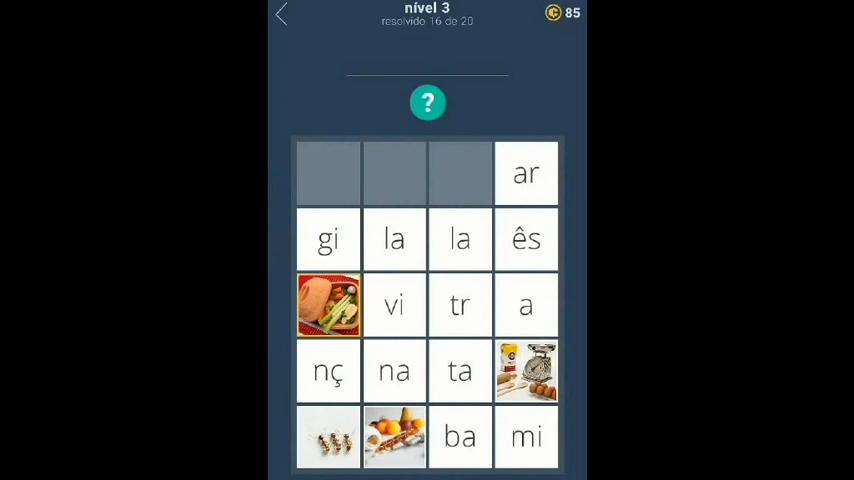 nível 3
resolvido 16 de 20
85
?
ar
gi la la ês
vi tr a
nç na ta
ba mi